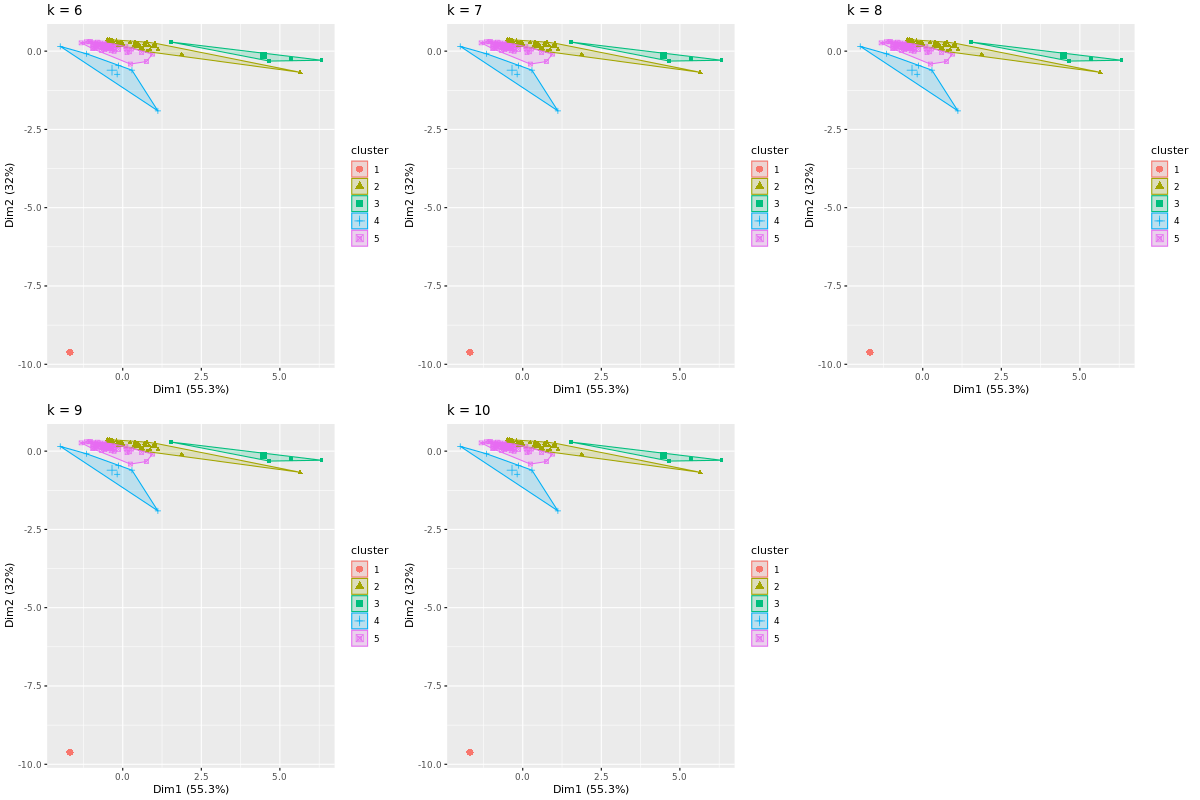 k = 6
k = 7
k = 8
0.0
-2.5
-5.0
-7.5
-10.0
Dim2 (32%)
0.0 2.5 5.0
Dim1 (55.3%)
cluster
1
2
3
4
5
0.0
-2.5
-5.0
-7.5
-10.0
Dim2 (32%)
0.0 2.5 5.0
Dim1 (55.3%)
cluster
1
2
3
4
5
0.0
-2.5
-5.0
-7.5
-10.0
Dim2 (32%)
0.0 2.5 5.0
Dim1 (55.3%)
cluster
1
2
3
4
5
k = 9
k = 10
0.0
-2.5
-5.0
-7.5
-10.0
Dim2 (32%)
0.0 2.5 5.0
Dim1 (55.3%)
cluster
1
2
3
4
5
0.0
-2.5
-5.0
-7.5
-10.0
Dim2 (32%)
0.0 2.5 5.0
Dim1 (55.3%)
cluster
1
2
3
4
5